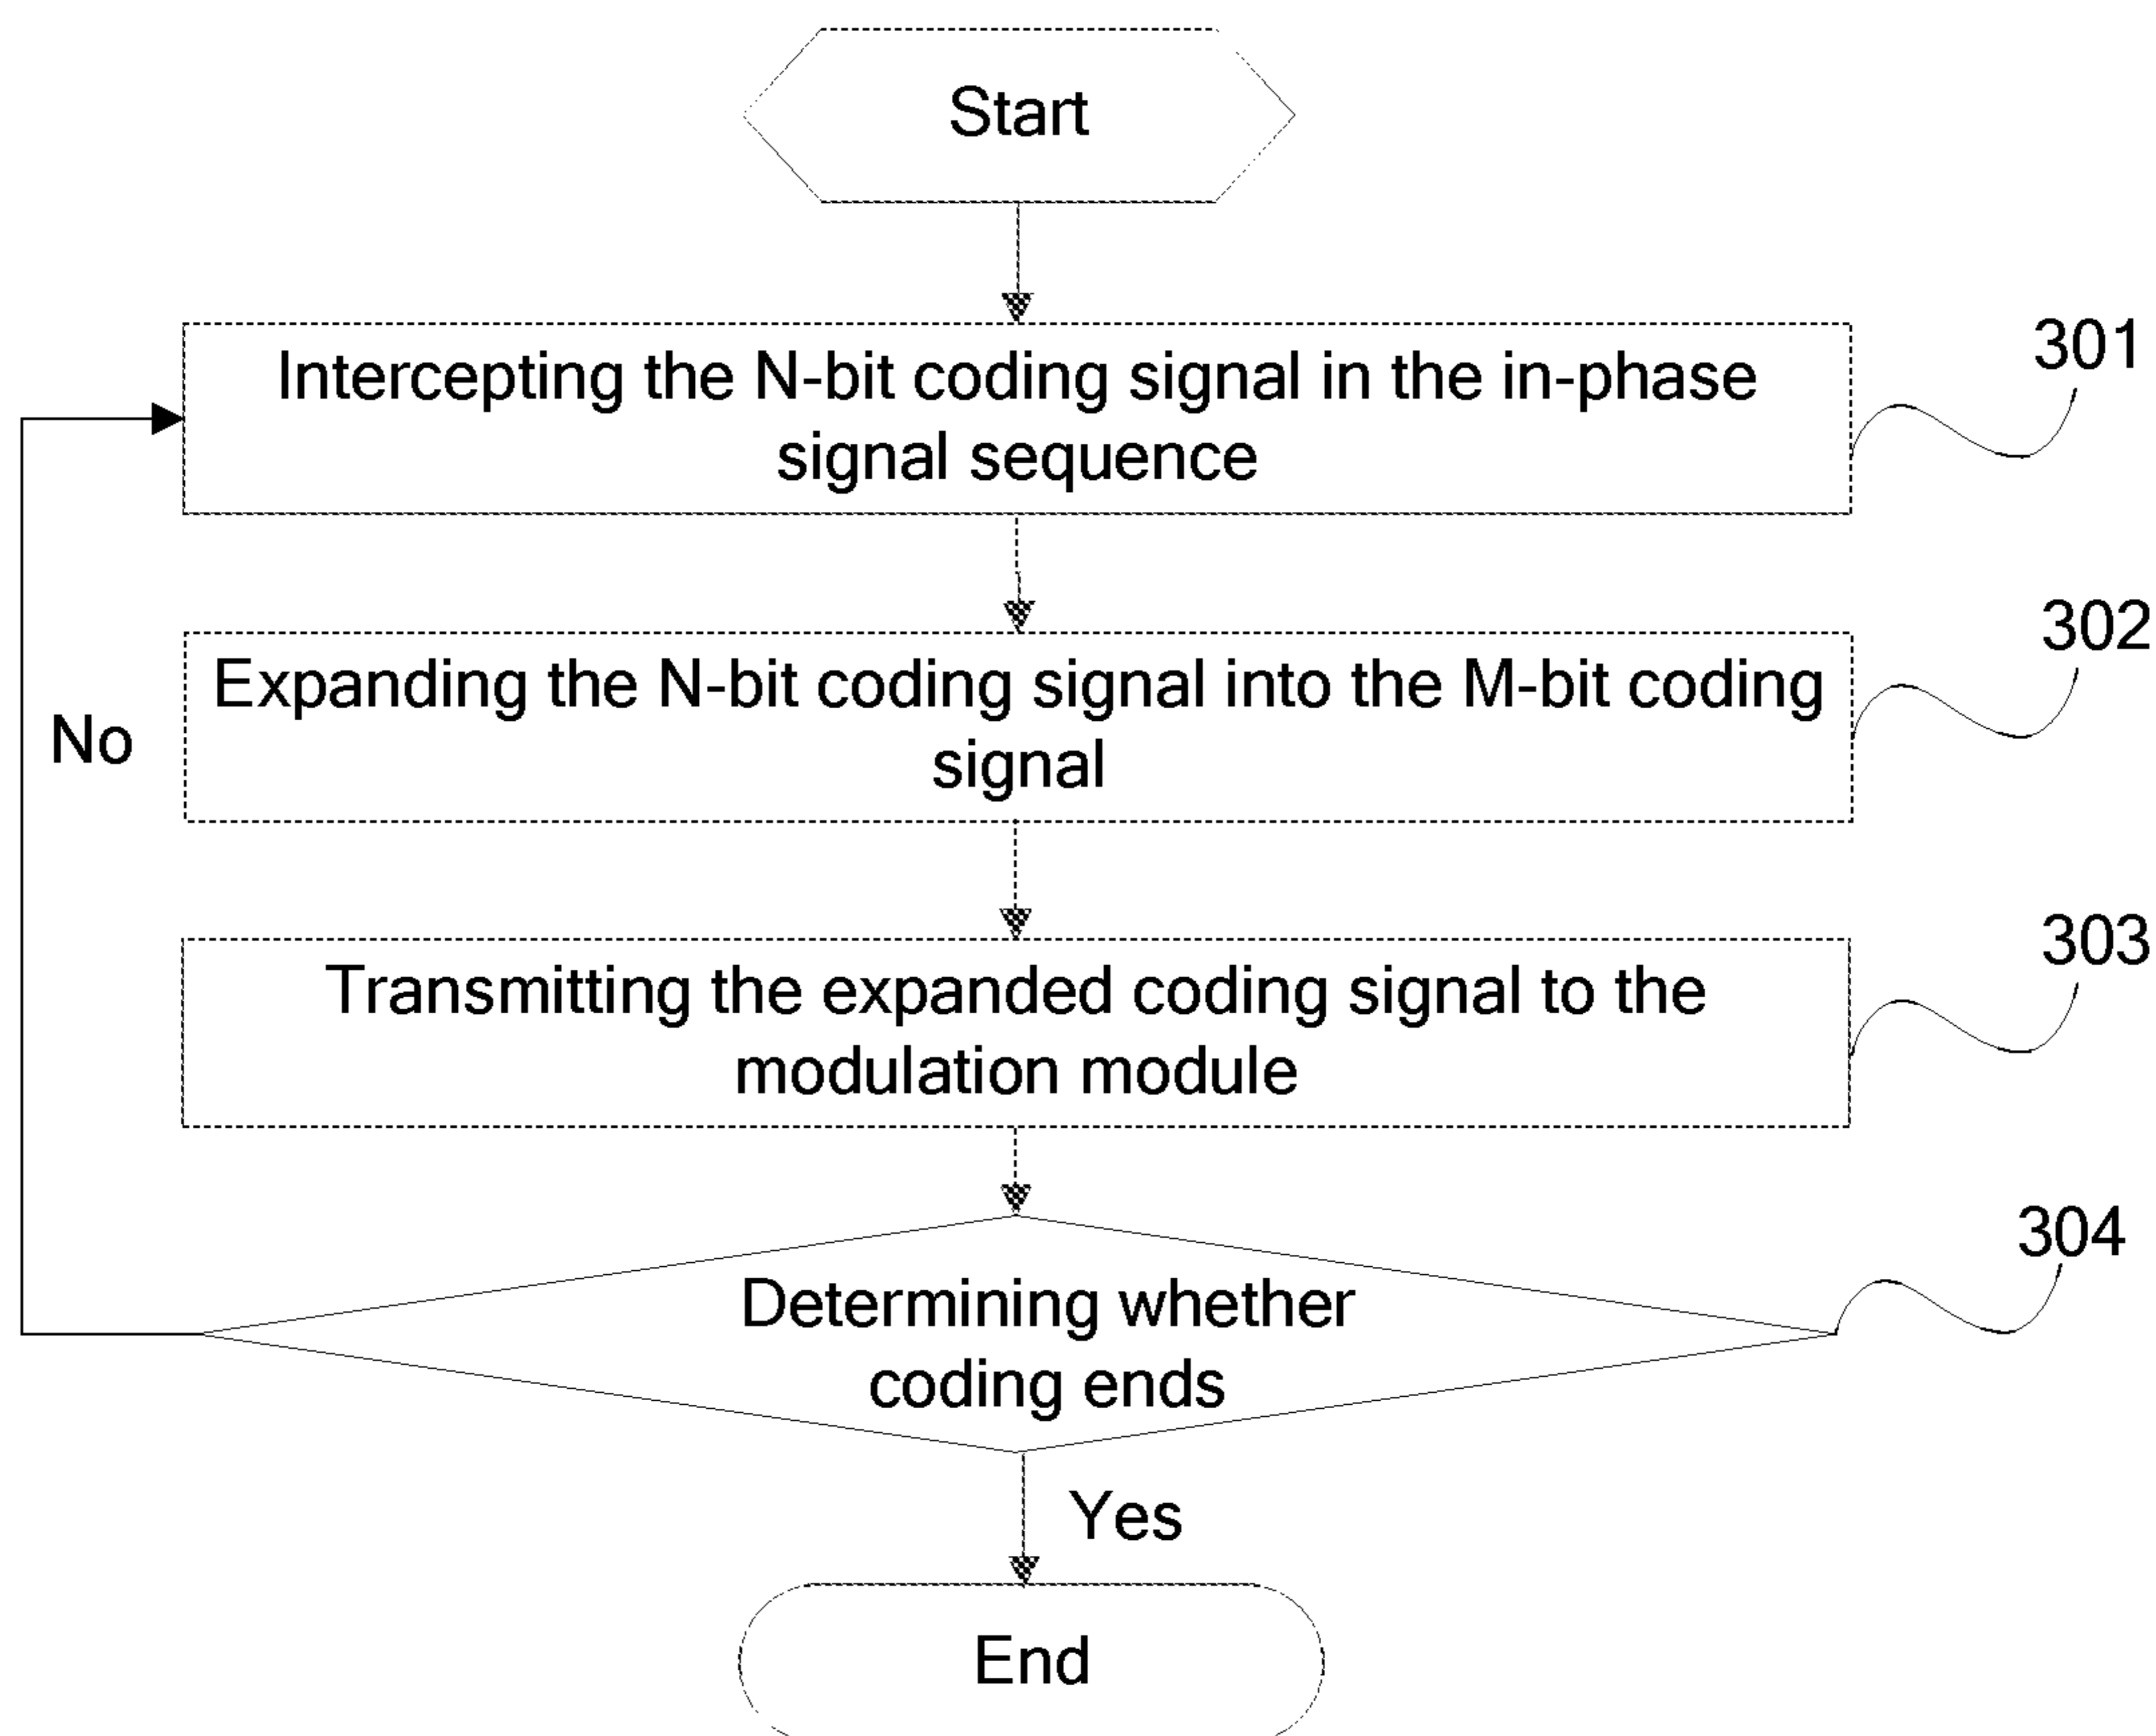 Start
Intercepting the N-bit coding signal in the in-phase
signal sequence
301
Expanding the N-bit coding signal into the M-bit coding
signal
302
No
Transmitting the expanded coding signal to the
modulation module
303
Determining whether
coding ends
304
Yes
End